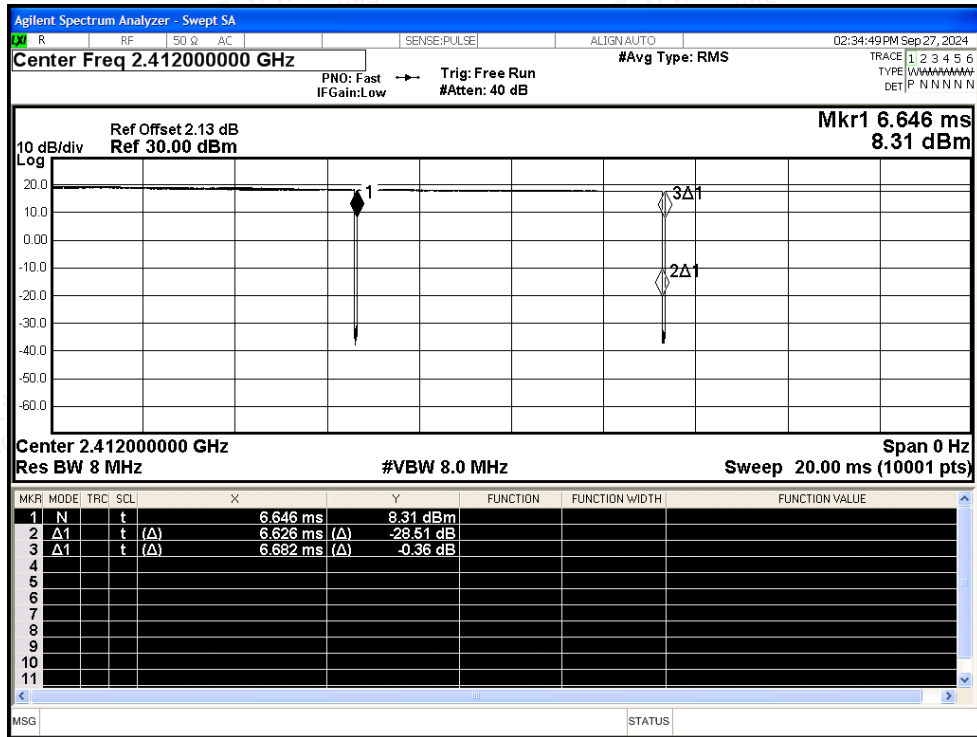 Agilent Spectrum Analyzer - Swept SA
LXI R RF 50 Ω AC SENSE:PULSE ALIGN AUTO 02:34:49 PM Sep 27, 2024
Center Freq 2.412000000 GHz
#Avg Type: RMS
TRACE 1 2 3 4 5 6
PNO: Fast
Trig: Free Run
TYPE WWWWWW
IFGain:Low
#Atten: 40 dB
DET P N N N N N
Mkr1 6.646 ms
Ref Offset 2.13 dB
8.31 dBm
10 dB/div Ref 30.00 dBm
Log
20.0
1
3Δ1
10.0
0.00
-10.0
2Δ1
-20.0
-30.0
-40.0
-50.0
-60.0
Center 2.412000000 GHz Span 0 Hz
Res BW 8 MHz #VBW 8.0 MHz Sweep 20.00 ms (10001 pts)
MKR MODE TRC SCL X Y FUNCTION FUNCTION WIDTH FUNCTION VALUE
1 N t 6.646 ms 8.31 dBm
2 Δ1 t (Δ) 6.626 ms (Δ) -28.51 dB
3 Δ1 t (Δ) 6.682 ms (Δ) -0.36 dB
4
5
6
7
8
9
10
11
MSG STATUS